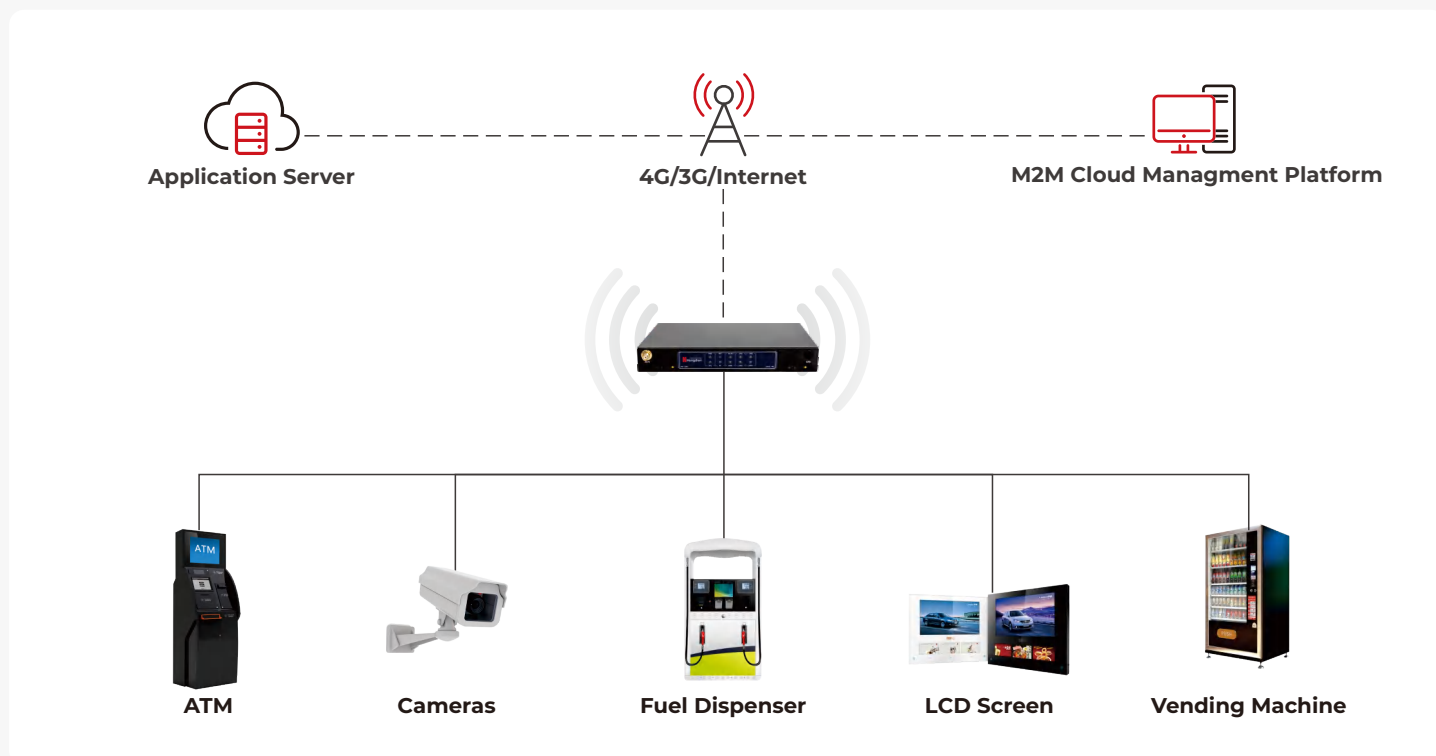 Application Server
4G/3G/Internet
M2M Cloud Managment Platform
ATM
ATM
Cameras
Fuel Dispenser
LCD Screen
Vending Machine